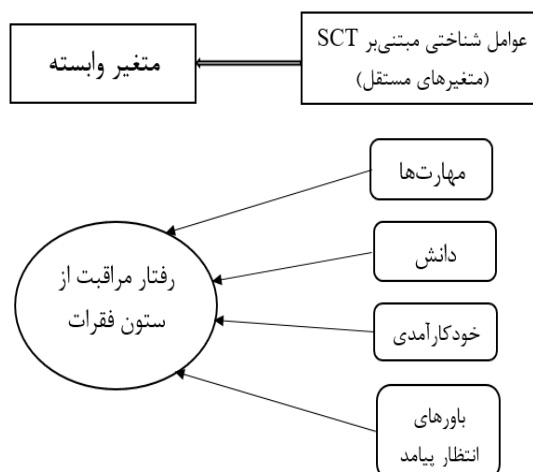 عوامل شناختی مبتنی‌بر SCT
(متغیرهای مستقل)
متغیر وابسته
مهارت‌ها
دانش
خودکارآمدی
باورهای
انتظار پیامد
رفتار مراقبت از
ستون فقرات